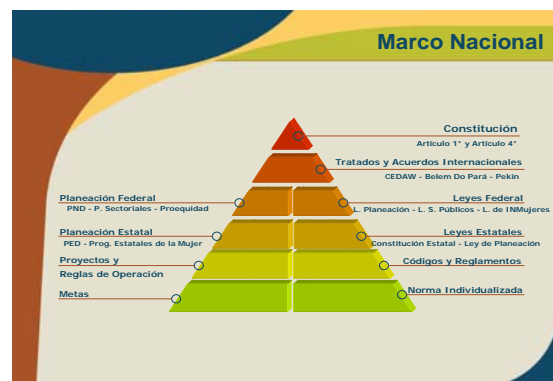 Marco Nacional
Constitución
Artículo 1° y Artículo 4°
Tratados y Acuerdos Internacionales
CEDAW - Belem Do Pará - Pekin
Planeación Federal
PND - P. Sectoriales - Proequidad
Leyes Federal
L. Planeación - L. S. Públicos - L. de INMujeres
Planeación Estatal
PED - Prog. Estatales de la Mujer
Leyes Estatales
Constitución Estatal - Ley de Planeación
Proyectos y
Reglas de Operación
Códigos y Reglamentos
Metas
Norma Individualizada